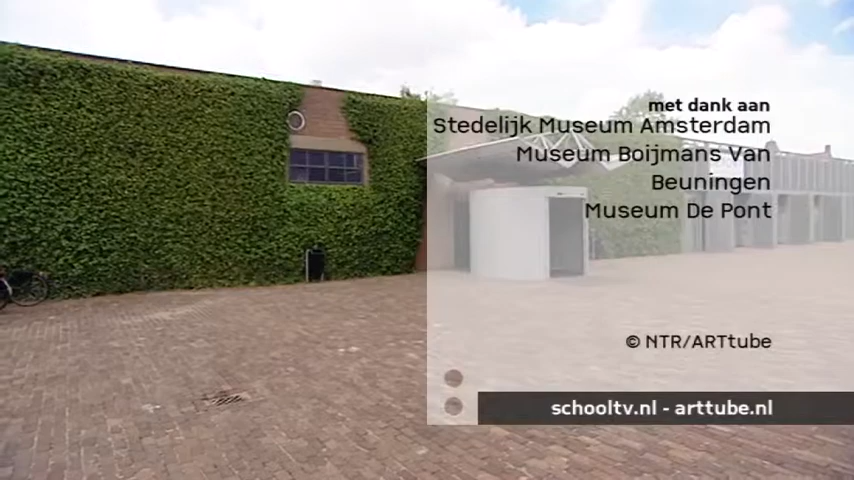 met dank aan
Stedelijk Museum Amsterdam
Museum Boijmans Van
Beuningen
Museum De Pont
© NTR/ARTtube
schooltv.nl - arttube.nl